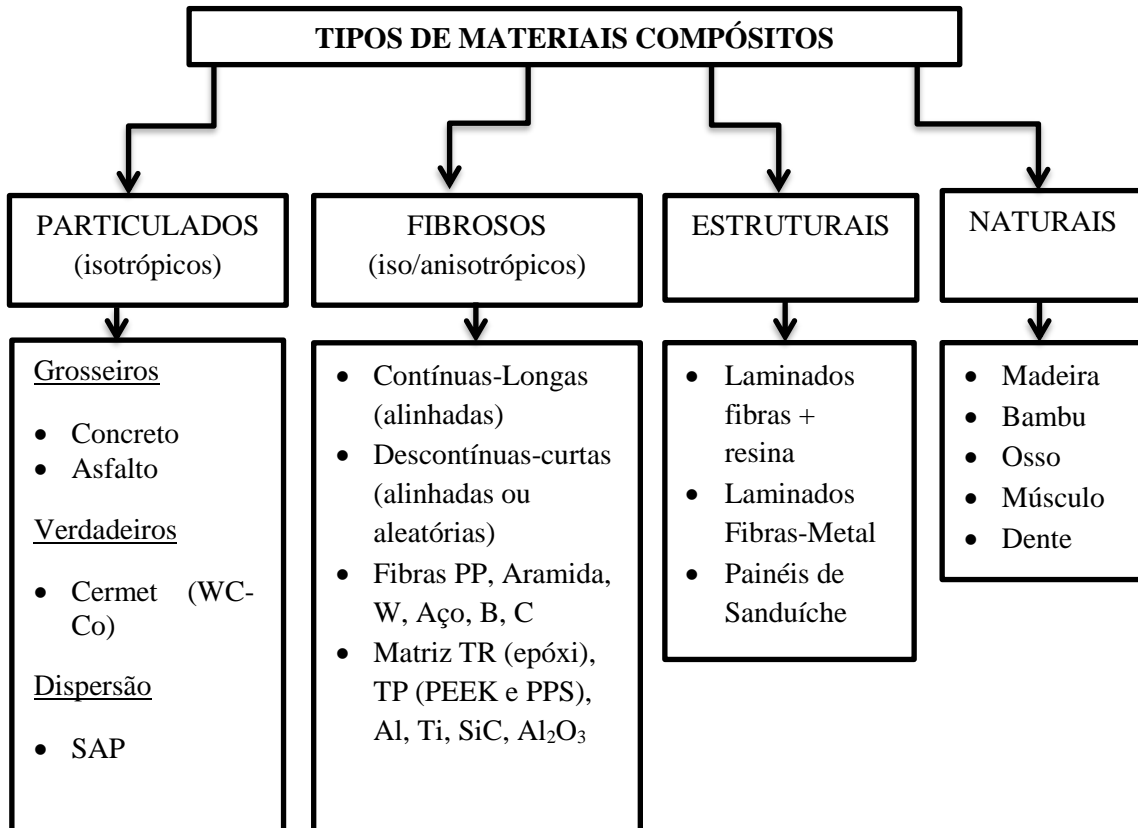 TIPOS DE MATERIAIS COMPÓSITOS
PARTICULADOS
(isotrópicos)
FIBROSOS
(iso/anisotrópicos)
ESTRUTURAIS
NATURAIS
Grosseiros
• Concreto
• Asfalto
Verdadeiros
• Cermet (WC-
Co)
Dispersão
• SAP
• Contínuas-Longas
(alinhadas)
• Descontínuas-curtas
(alinhadas ou
aleatórias)
• Fibras PP, Aramida,
W, Aço, B, C
• Matriz TR (epóxi),
TP (PEEK e PPS),
Al, Ti, SiC, Al₂O₃
• Laminados
fibras +
resina
• Laminados
Fibras-Metal
• Painéis de
Sanduíche
• Madeira
• Bambu
• Osso
• Músculo
• Dente